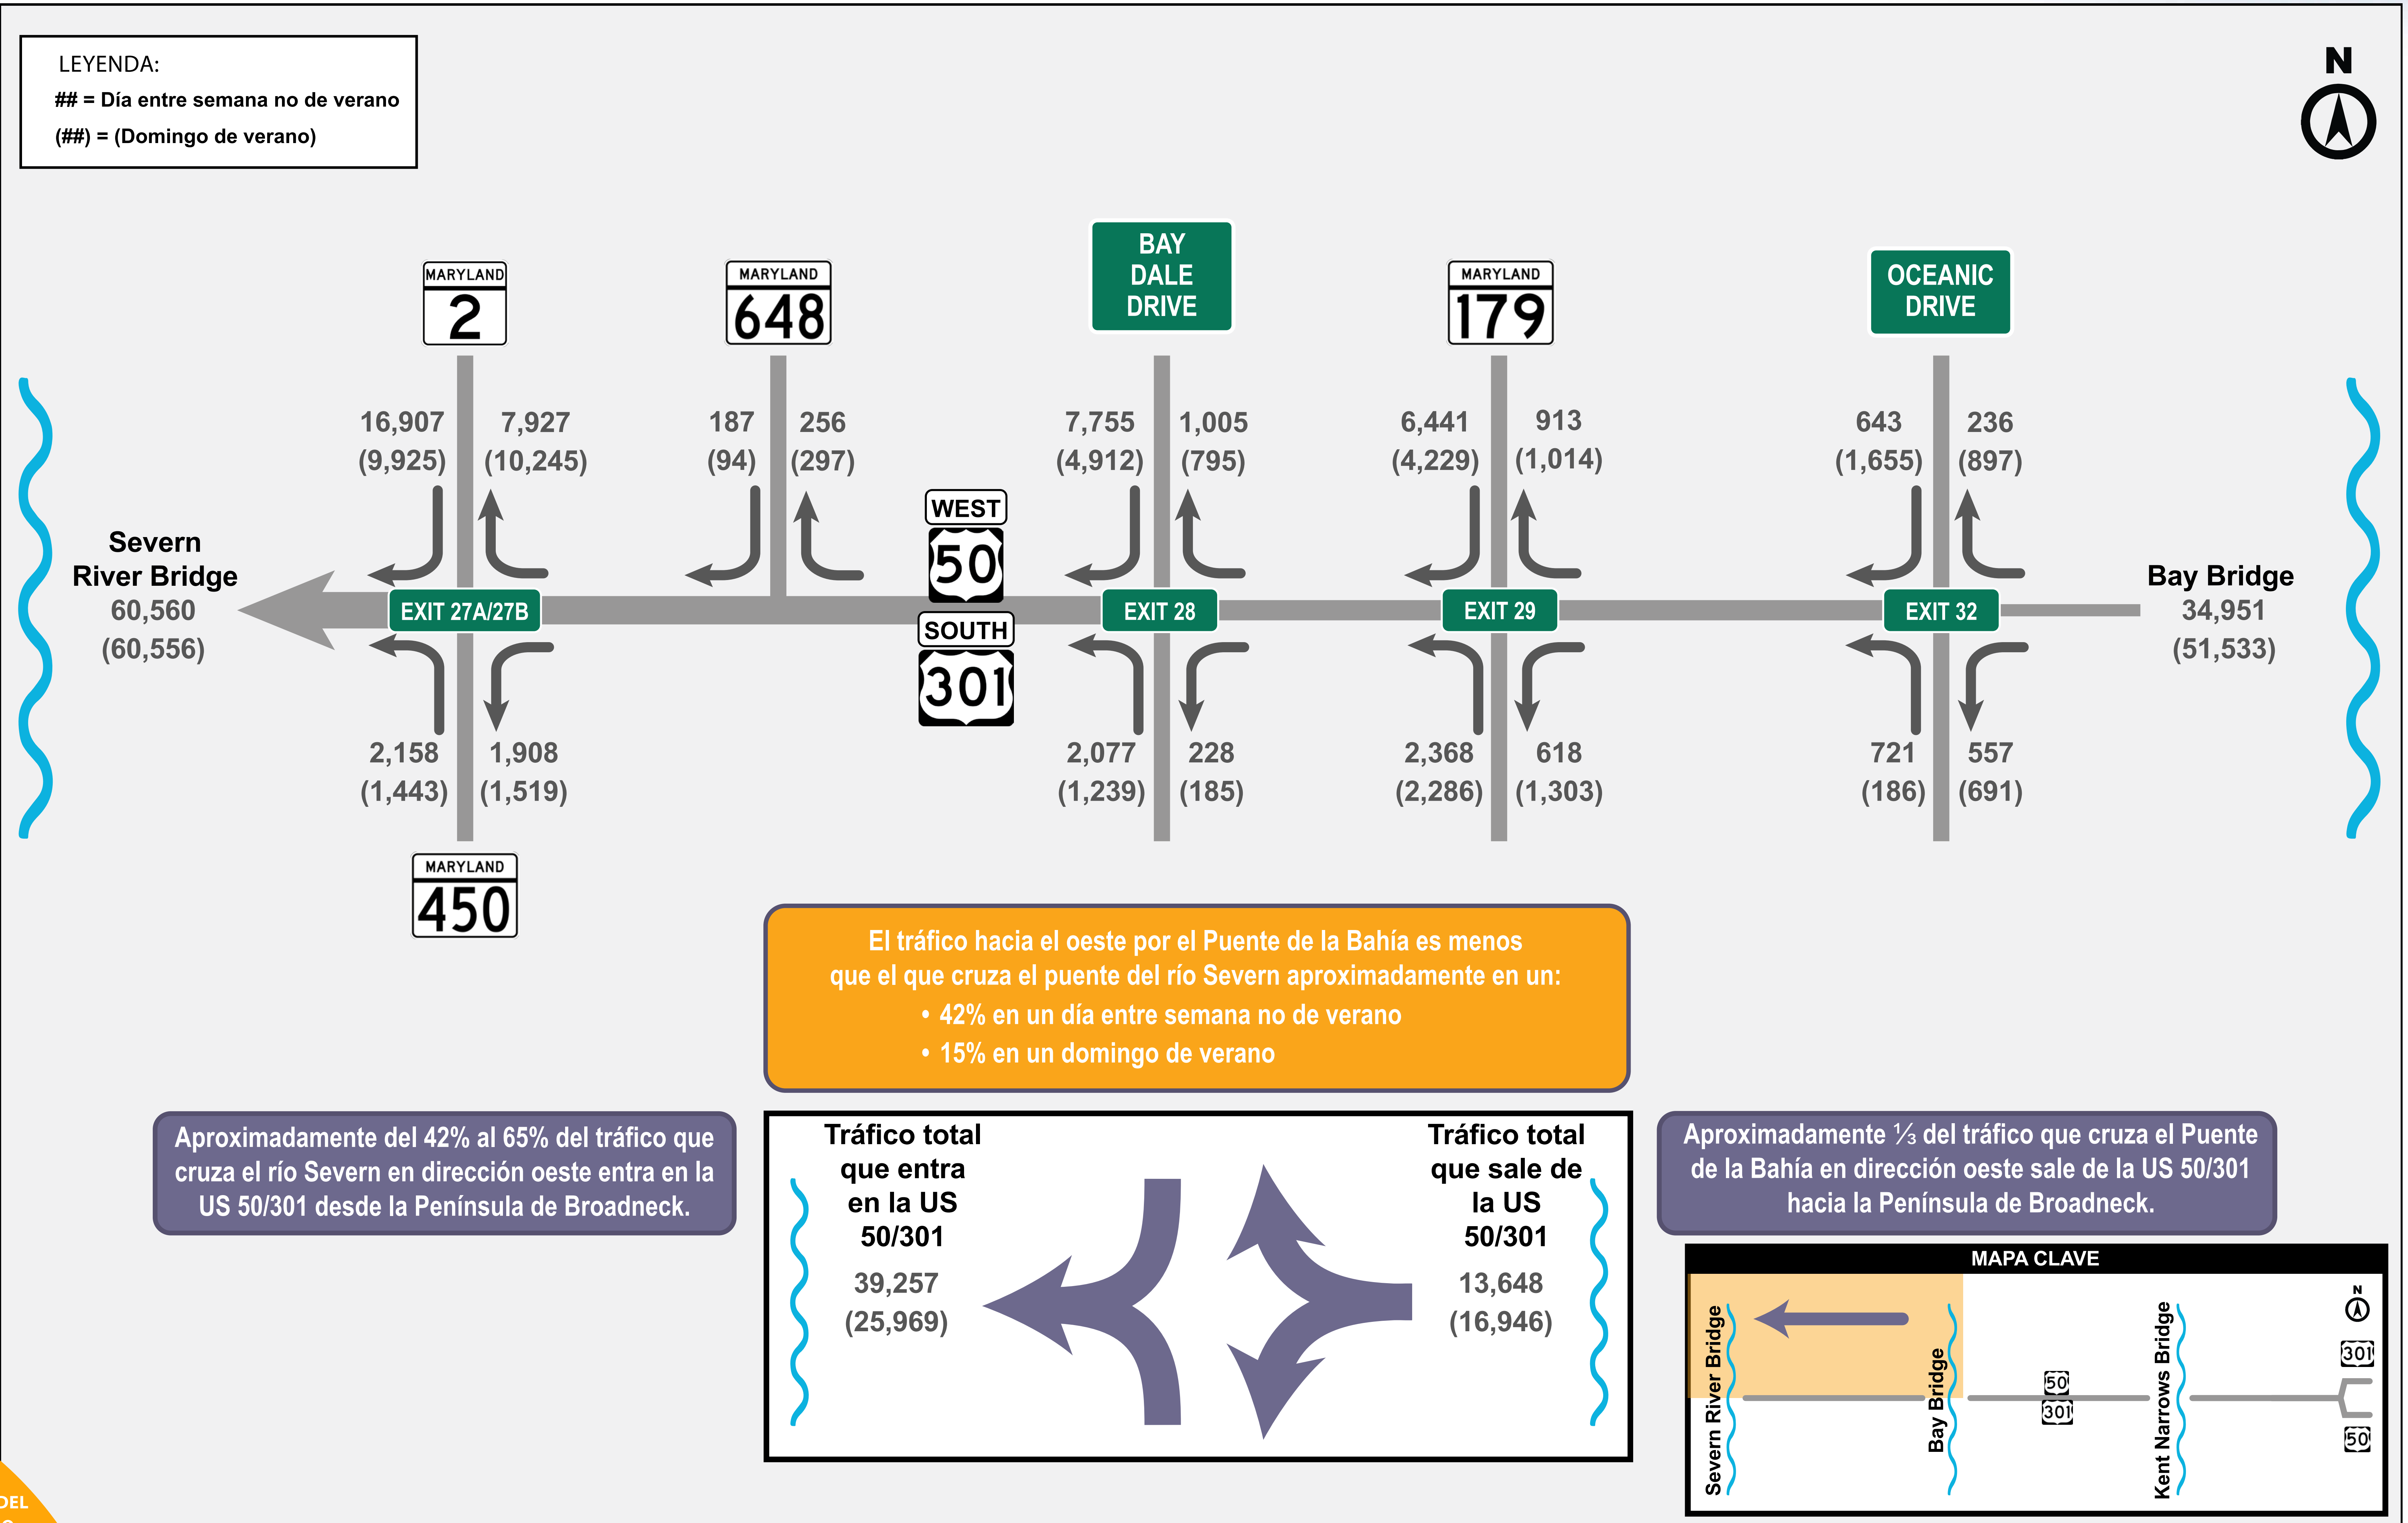 LEYENDA:
## = Día entre semana no de verano
(##) = (Domingo de verano)
N
MARYLAND
2
MARYLAND
648
BAY
DALE
DRIVE
MARYLAND
179
OCEANIC
DRIVE
16,907
(9,925)
7,927
(10,245)
187
(94)
256
(297)
7,755
(4,912)
1,005
(795)
6,441
(4,229)
913
(1,014)
643
(1,655)
236
(897)
Severn
River Bridge
60,560
(60,556)
EXIT 27A/27B
WEST
50
SOUTH
301
EXIT 28
EXIT 29
EXIT 32
Bay Bridge
34,951
(51,533)
2,158
(1,443)
1,908
(1,519)
2,077
(1,239)
228
(185)
2,368
(2,286)
618
(1,303)
721
(186)
557
(691)
MARYLAND
450
El tráfico hacia el oeste por el Puente de la Bahía es menos
que el que cruza el puente del río Severn aproximadamente en un:
• 42% en un día entre semana no de verano
• 15% en un domingo de verano
Aproximadamente del 42% al 65% del tráfico que
cruza el río Severn en dirección oeste entra en la
US 50/301 desde la Península de Broadneck.
Tráfico total
que entra
en la US
50/301
39,257
(25,969)
Tráfico total
que sale de
la US
50/301
13,648
(16,946)
Aproximadamente ⅓ del tráfico que cruza el Puente
de la Bahía en dirección oeste sale de la US 50/301
hacia la Península de Broadneck.
MAPA CLAVE
Severn River Bridge
Bay Bridge
50
301
Kent Narrows Bridge
N
301
50
DEL